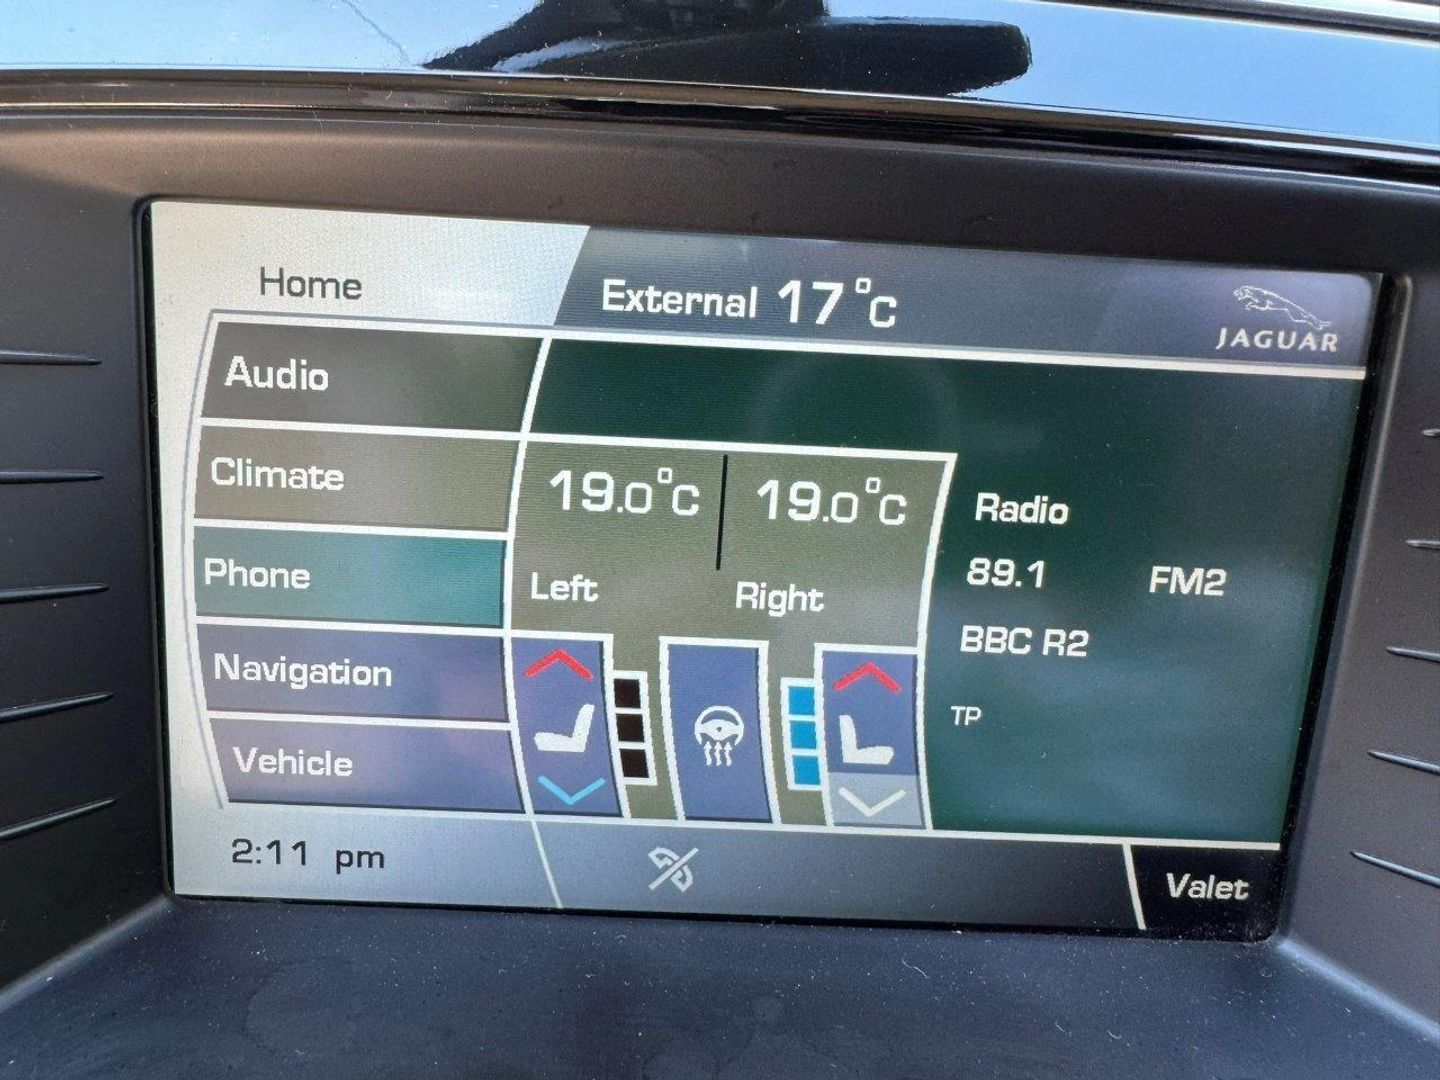 Home
External 17°C
JAGUAR
Audio
Climate
19.0°C
19.0°C
Radio
Phone
Left
Right
89.1
FM2
BBC R2
Navigation
TP
Vehicle
2:11 pm
Valet